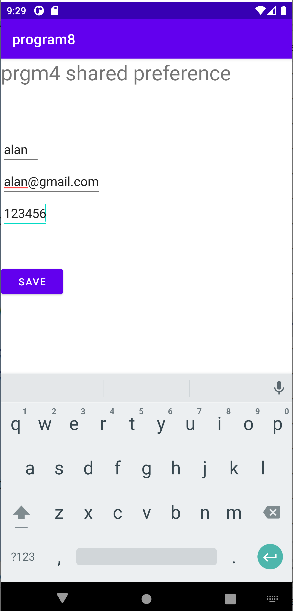 9:29
program8
prgm4 shared preference
alan
alan@gmail.com
123456
SAVE
1 2 3 4 5 6 7 8 9 0
q w e r t y u i o p
a s d f g h j k l
z x c v b n m
?123 , .